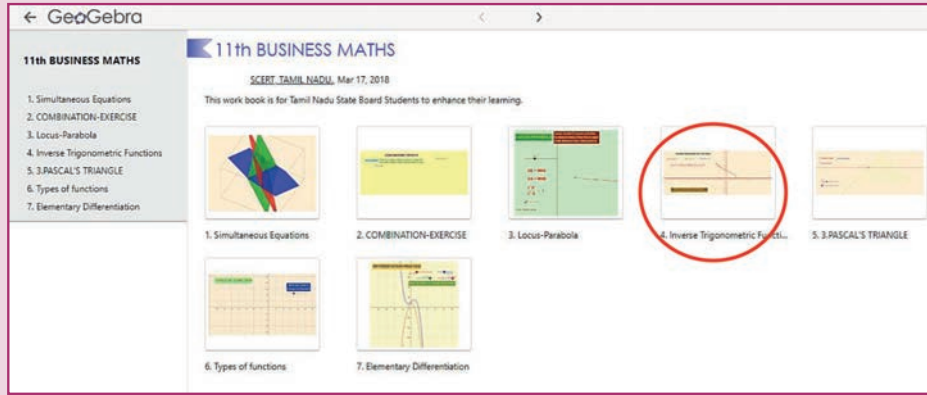 GeoGebra
11th BUSINESS MATHS
1. Simultaneous Equations
2. COMBINATION-EXERCISE
3. Locus-Parabola
4. Inverse Trigonometric Functions
5. 3.PASCAL'S TRIANGLE
6. Types of functions
7. Elementary Differentiation
11th BUSINESS MATHS
SCERT, TAMIL NADU, Mar 17, 2018
This work book is for Tamil Nadu State Board Students to enhance their learning.
1. Simultaneous Equations
2. COMBINATION-EXERCISE
3. Locus-Parabola
4. Inverse Trigonometric Functi...
5. 3.PASCAL'S TRIANGLE
6. Types of functions
7. Elementary Differentiation